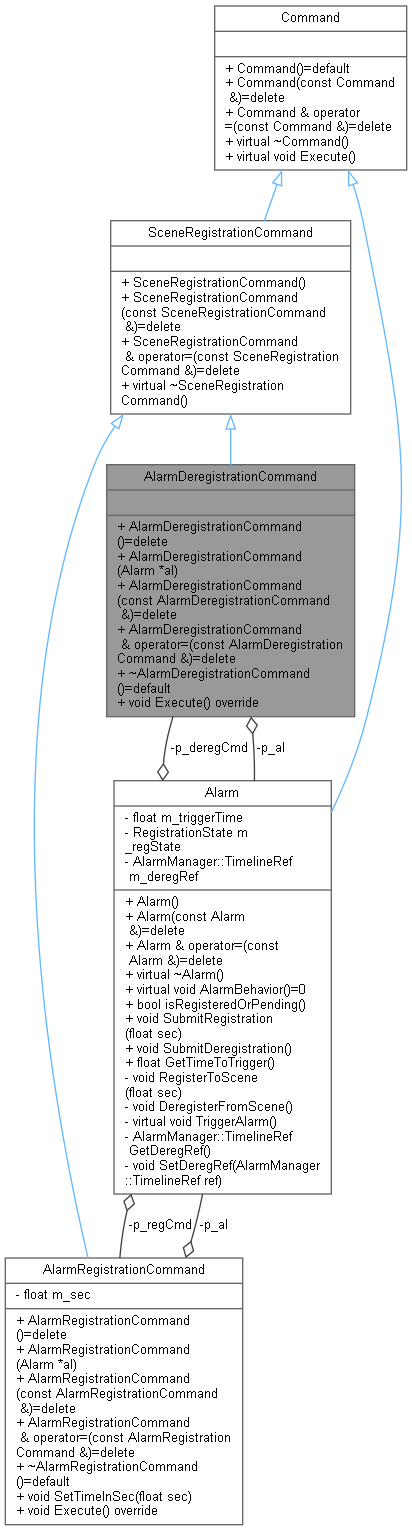 Command
+ Command()=default
+ Command(const Command
&)=delete
+ Command & operator
=(const Command &)=delete
+ virtual ~Command()
+ virtual void Execute()
SceneRegistrationCommand
+ SceneRegistrationCommand()
+ SceneRegistrationCommand
(const SceneRegistrationCommand
&)=delete
+ SceneRegistrationCommand
& operator=(const SceneRegistration
Command &)=delete
+ virtual ~SceneRegistration
Command()
AlarmDeregistrationCommand
+ AlarmDeregistrationCommand
()=delete
+ AlarmDeregistrationCommand
(Alarm *al)
+ AlarmDeregistrationCommand
(const AlarmDeregistrationCommand
&)=delete
+ AlarmDeregistrationCommand
& operator=(const AlarmDeregistration
Command &)=delete
+ ~AlarmDeregistrationCommand
()=default
+ void Execute() override
-p_deregCmd
-p_al
Alarm
- float m_triggerTime
- RegistrationState m
_regState
- AlarmManager::TimelineRef
m_deregRef
+ Alarm()
+ Alarm(const Alarm
&)=delete
+ Alarm & operator=(const
Alarm &)=delete
+ virtual ~Alarm()
+ virtual void AlarmBehavior()=0
+ bool isRegisteredOrPending()
+ void SubmitRegistration
(float sec)
+ void SubmitDeregistration()
+ float GetTimeToTrigger()
- void RegisterToScene
(float sec)
- void DeregisterFromScene()
- virtual void TriggerAlarm()
- AlarmManager::TimelineRef
GetDeregRef()
- void SetDeregRef(AlarmManager
::TimelineRef ref)
-p_regCmd
-p_al
AlarmRegistrationCommand
- float m_sec
+ AlarmRegistrationCommand
()=delete
+ AlarmRegistrationCommand
(Alarm *al)
+ AlarmRegistrationCommand
(const AlarmRegistrationCommand
&)=delete
+ AlarmRegistrationCommand
& operator=(const AlarmRegistration
Command &)=delete
+ ~AlarmRegistrationCommand
()=default
+ void SetTimeInSec(float sec)
+ void Execute() override